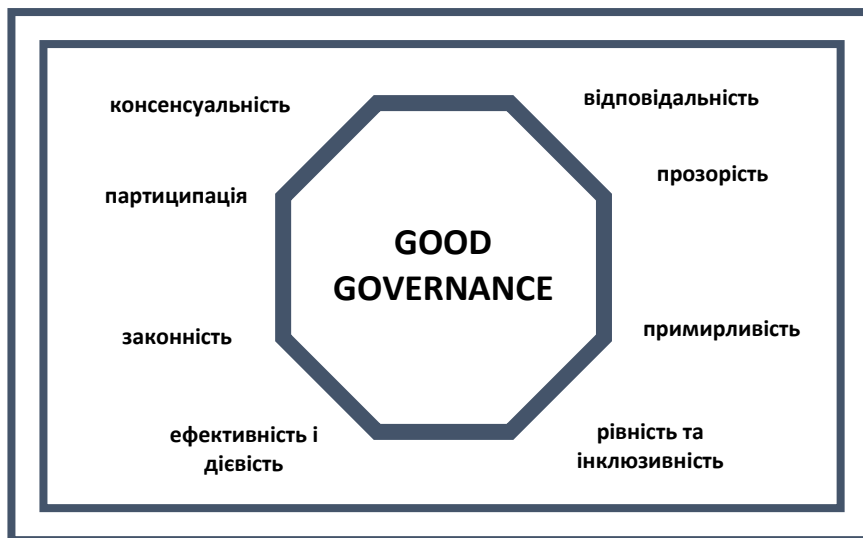 консенсуальність
відповідальність
партиципація
прозорість
GOOD
GOVERNANCE
законність
примирливість
ефективність і
дієвість
рівність та
інклюзивність